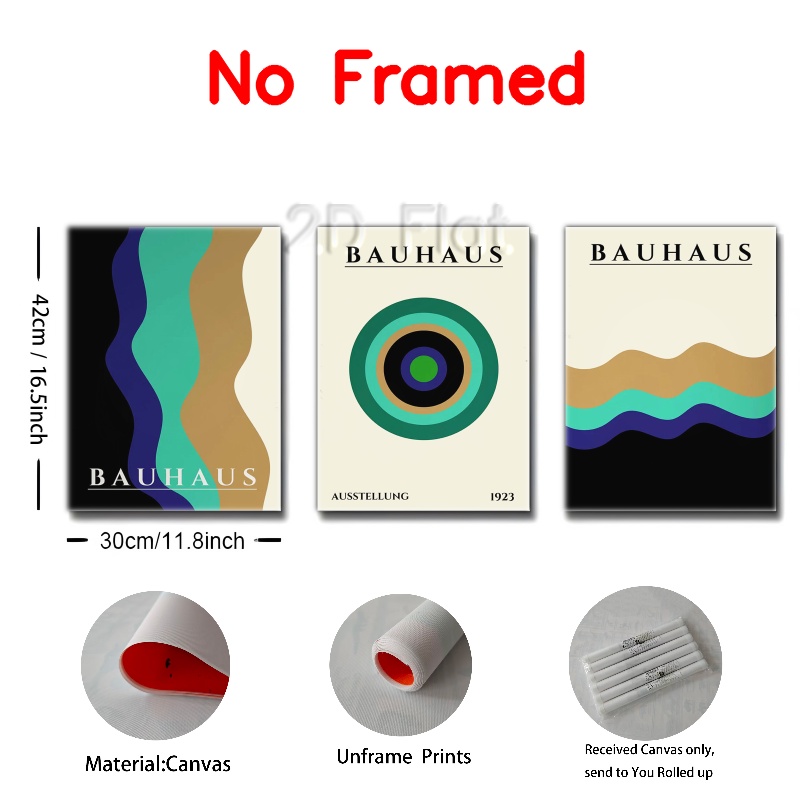 No Framed
2D Flat
BAUHAUS
BAUHAUS
BAUHAUS
42cm / 16.5inch
AUSSTELLUNG 1923
30cm/11.8inch
Material:Canvas
Unframe Prints
Received Canvas only,
send to You Rolled up